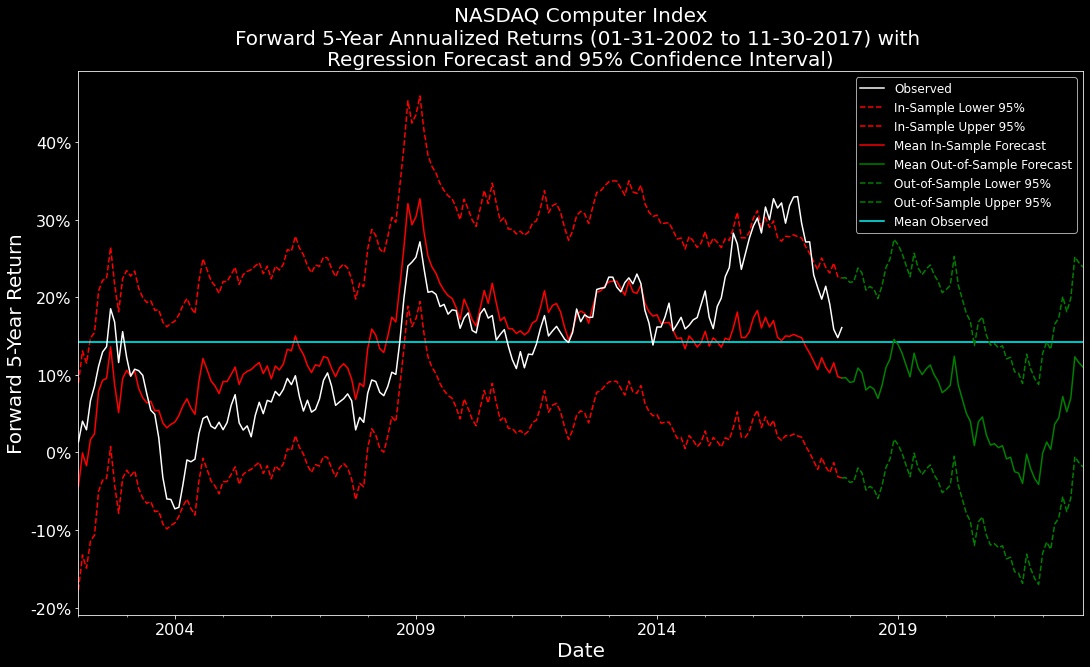 NASDAQ Computer Index
Forward 5-Year Annualized Returns (01-31-2002 to 11-30-2017) with
Regression Forecast and 95% Confidence Interval)
Observed
In-Sample Lower 95%
In-Sample Upper 95%
Mean In-Sample Forecast
Mean Out-of-Sample Forecast
Out-of-Sample Lower 95%
Out-of-Sample Upper 95%
Mean Observed
Forward 5-Year Return
40%
30%
20%
10%
0%
-10%
-20%
2004
2009
2014
2019
Date